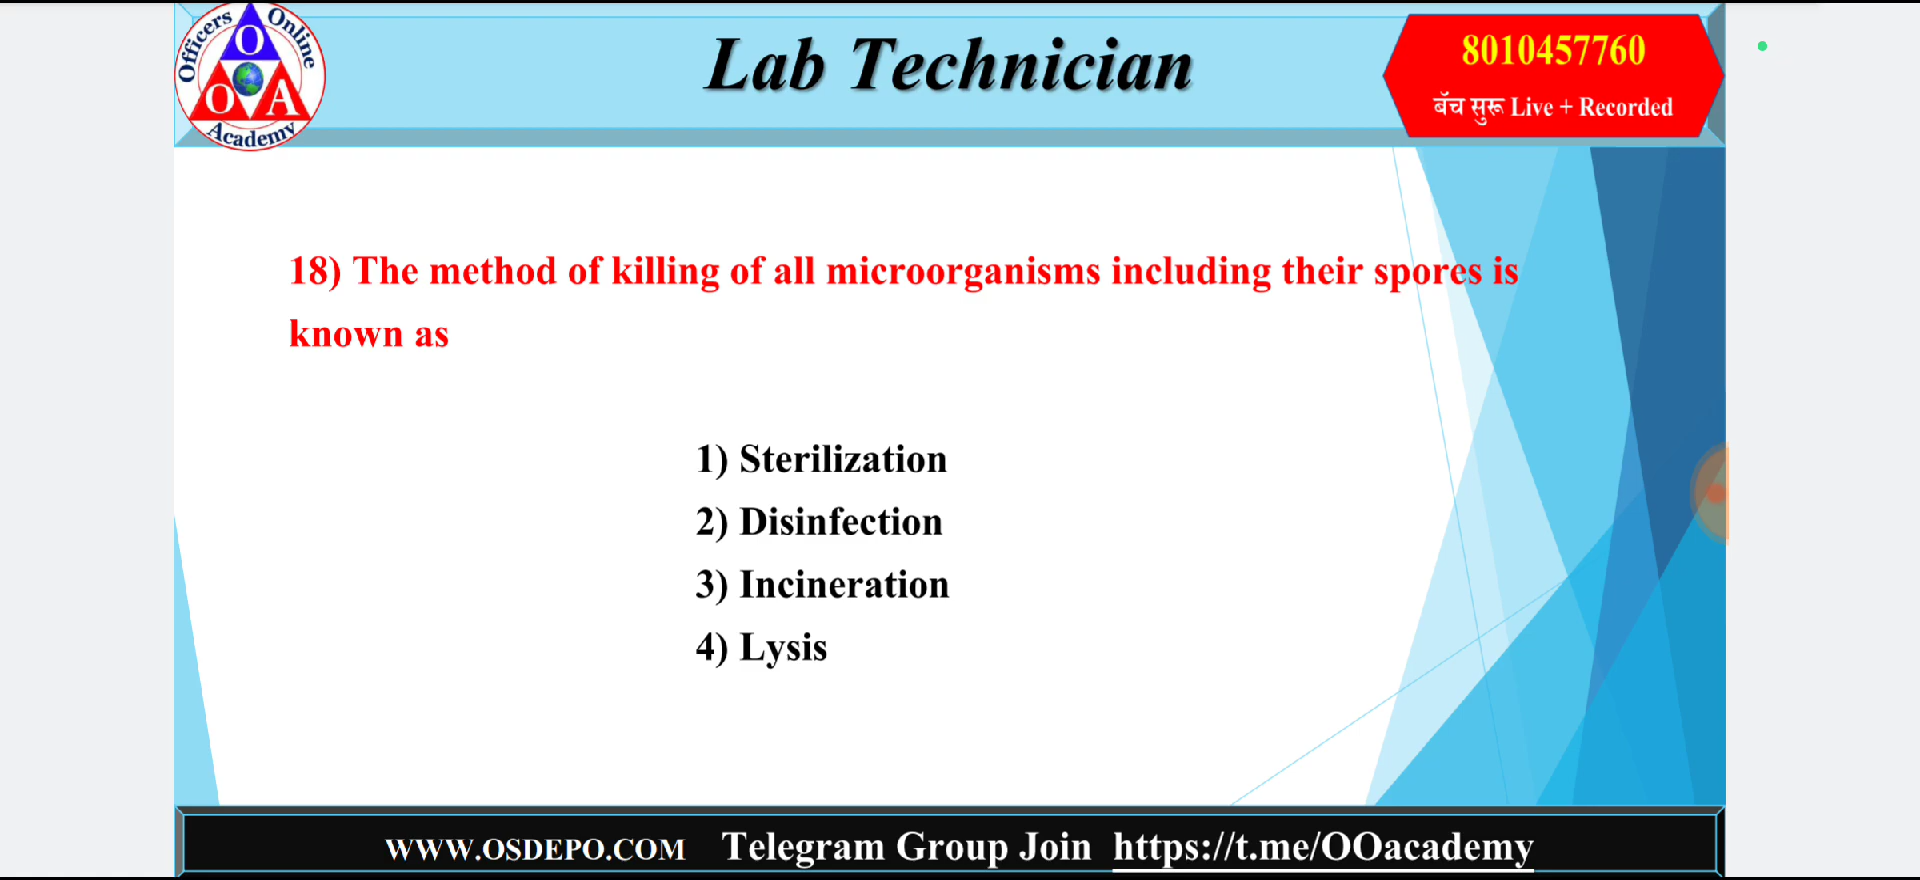 Officers Online
O
O A
Academy
Lab Technician
8010457760
बॅच सुरू Live + Recorded
18) The method of killing of all microorganisms including their spores is
known as
1) Sterilization
2) Disinfection
3) Incineration
4) Lysis
WWW.OSDEPO.COM Telegram Group Join https://t.me/OOacademy